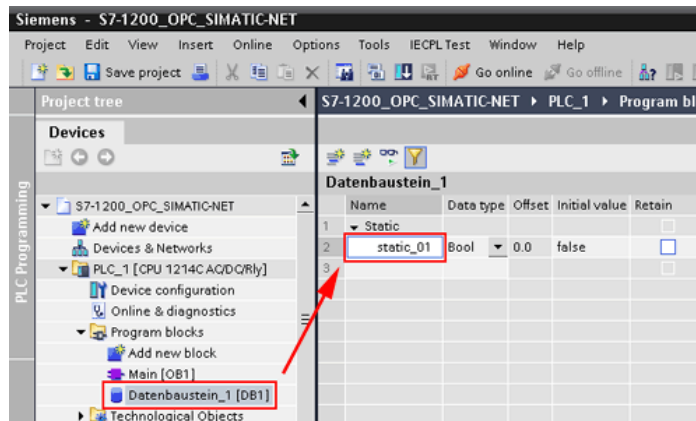 Siemens - S7-1200_OPC_SIMATIC-NET
Project Edit View Insert Online Options Tools IECPL Test Window Help
Save project Go online Go offline
Project tree
S7-1200_OPC_SIMATIC-NET PLC_1 Program bl
Devices
PLC Programming
Datenbaustein_1
Name Data type Offset Initial value Retain
1 Static
2 static_01 Bool 0.0 false
3
S7-1200_OPC_SIMATIC-NET
Add new device
Devices & Networks
PLC_1 [CPU 1214C AC/DC/Rly]
Device configuration
Online & diagnostics
Program blocks
Add new block
Main [OB1]
Datenbaustein_1 [DB1]
Technological Objects